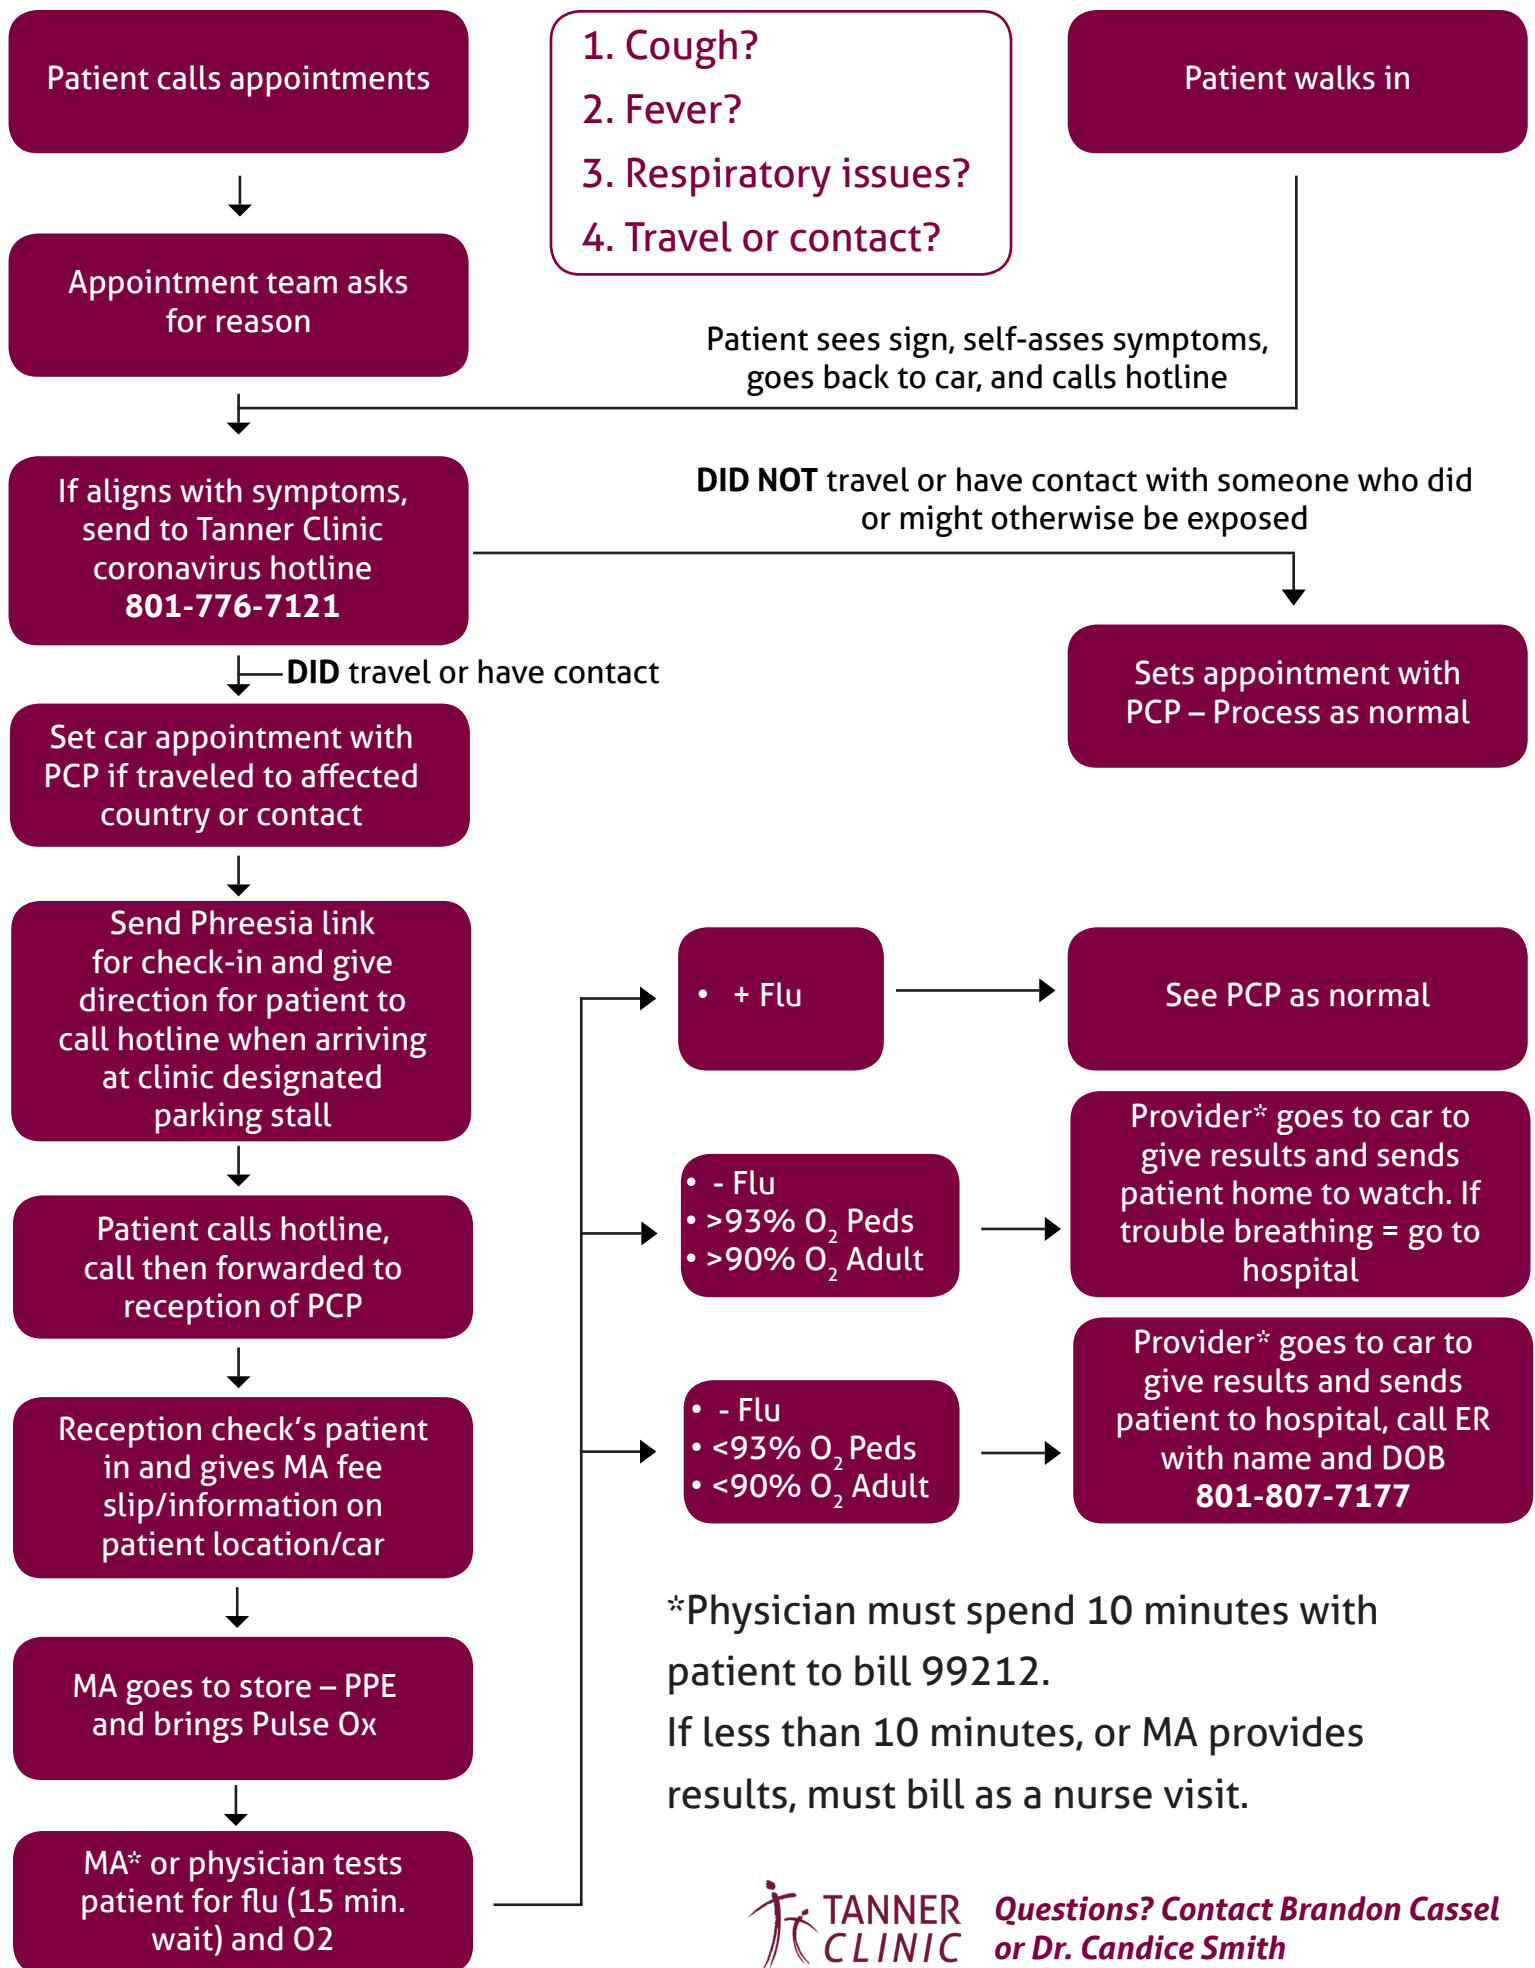 Patient calls appointments
1. Cough?
2. Fever?
3. Respiratory issues?
4. Travel or contact?
Patient walks in
Appointment team asks
for reason
Patient sees sign, self-asses symptoms,
goes back to car, and calls hotline
If aligns with symptoms,
send to Tanner Clinic
coronavirus hotline
801-776-7121
DID NOT travel or have contact with someone who did
or might otherwise be exposed
Sets appointment with
PCP – Process as normal
DID travel or have contact
Set car appointment with
PCP if traveled to affected
country or contact
Send Phreesia link
for check-in and give
direction for patient to
call hotline when arriving
at clinic designated
parking stall
Patient calls hotline,
call then forwarded to
reception of PCP
Reception check's patient
in and gives MA fee
slip/information on
patient location/car
MA goes to store – PPE
and brings Pulse Ox
MA* or physician tests
patient for flu (15 min.
wait) and O2
• + Flu
See PCP as normal
• - Flu
• >93% O₂ Peds
• >90% O₂ Adult
Provider* goes to car to
give results and sends
patient home to watch. If
trouble breathing = go to
hospital
• - Flu
• <93% O₂ Peds
• <90% O₂ Adult
Provider* goes to car to
give results and sends
patient to hospital, call ER
with name and DOB
801-807-7177
*Physician must spend 10 minutes with
patient to bill 99212.
If less than 10 minutes, or MA provides
results, must bill as a nurse visit.
TANNER
CLINIC
Questions? Contact Brandon Cassel
or Dr. Candice Smith